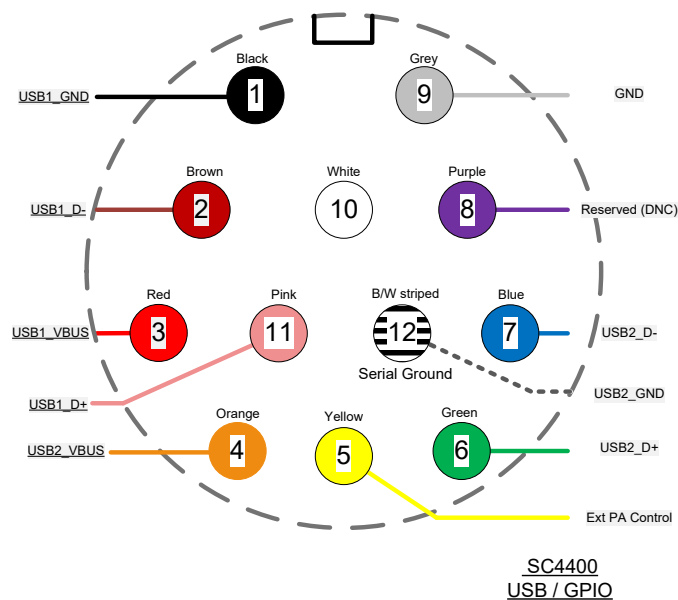 Black
Grey
USB1_GND
1
9
GND
Brown
White
Purple
USB1_D-
2
10
8
Reserved (DNC)
Red
Pink
B/W striped
Blue
USB1_VBUS
3
11
12
7
USB2_D-
Serial Ground
USB2_GND
USB1_D+
Orange
Yellow
Green
USB2_VBUS
4
5
6
USB2_D+
Ext PA Control
SC4400
USB / GPIO